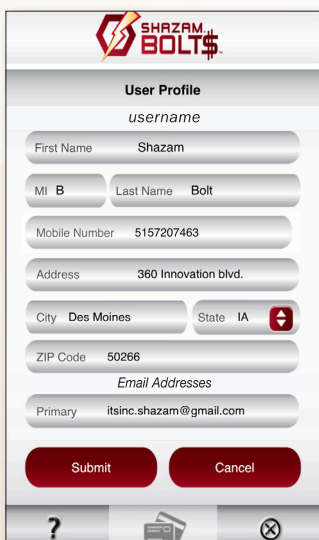 SHAZAM.
BOLT$.
User Profile
username
First Name Shazam
MI B Last Name Bolt
Mobile Number 5157207463
Address 360 Innovation blvd.
City Des Moines State IA
ZIP Code 50266
Email Addresses
Primary itsinc.shazam@gmail.com
Submit Cancel
?